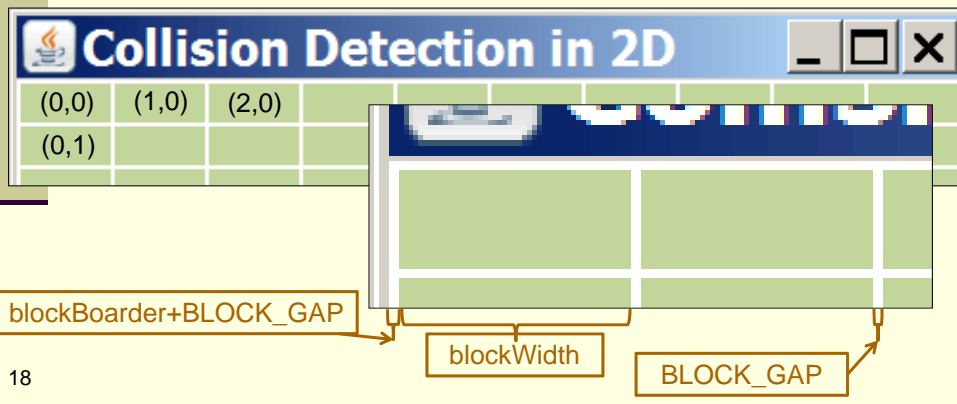 Collision Detection in 2D
(0,0) (1,0) (2,0)
(0,1)
blockBoarder+BLOCK_GAP
blockWidth
BLOCK_GAP
18